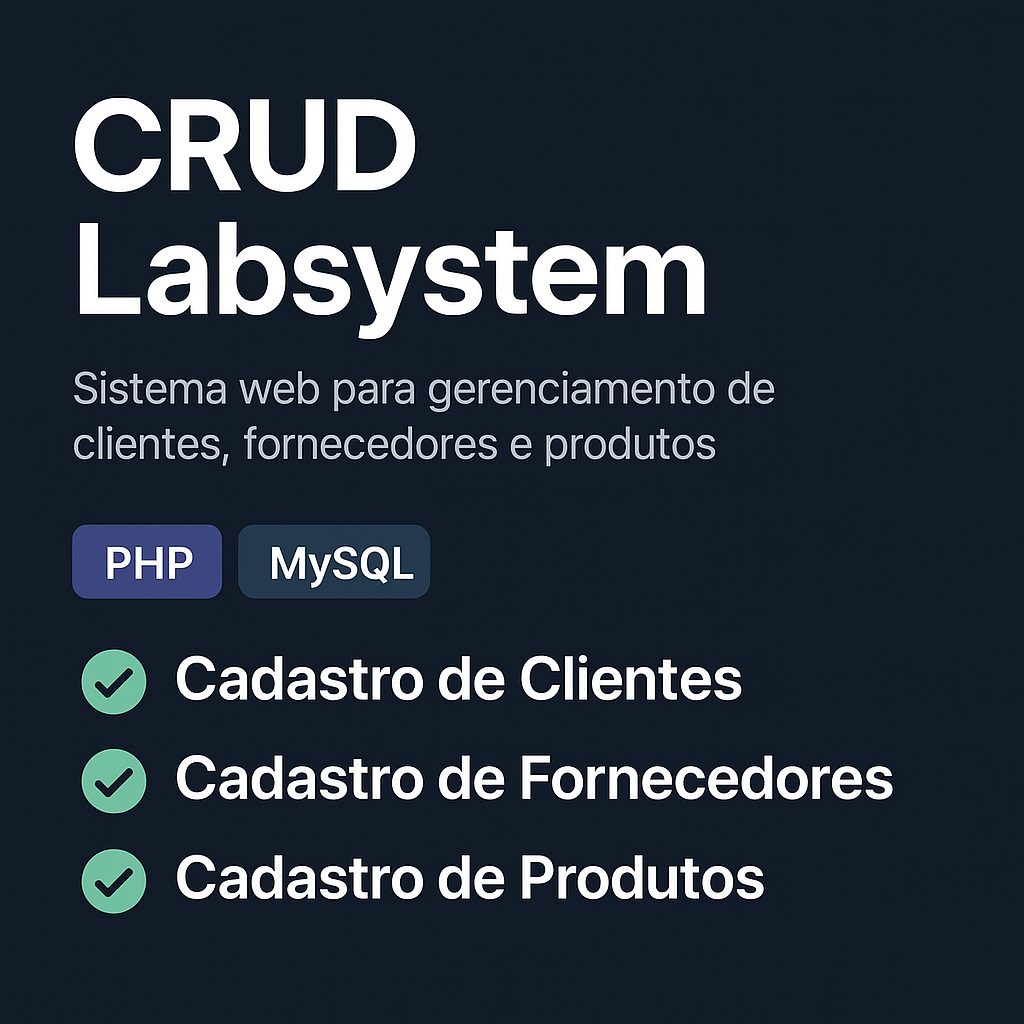 CRUD
Labsystem
Sistema web para gerenciamento de
clientes, fornecedores e produtos
PHP MySQL
Cadastro de Clientes
Cadastro de Fornecedores
Cadastro de Produtos